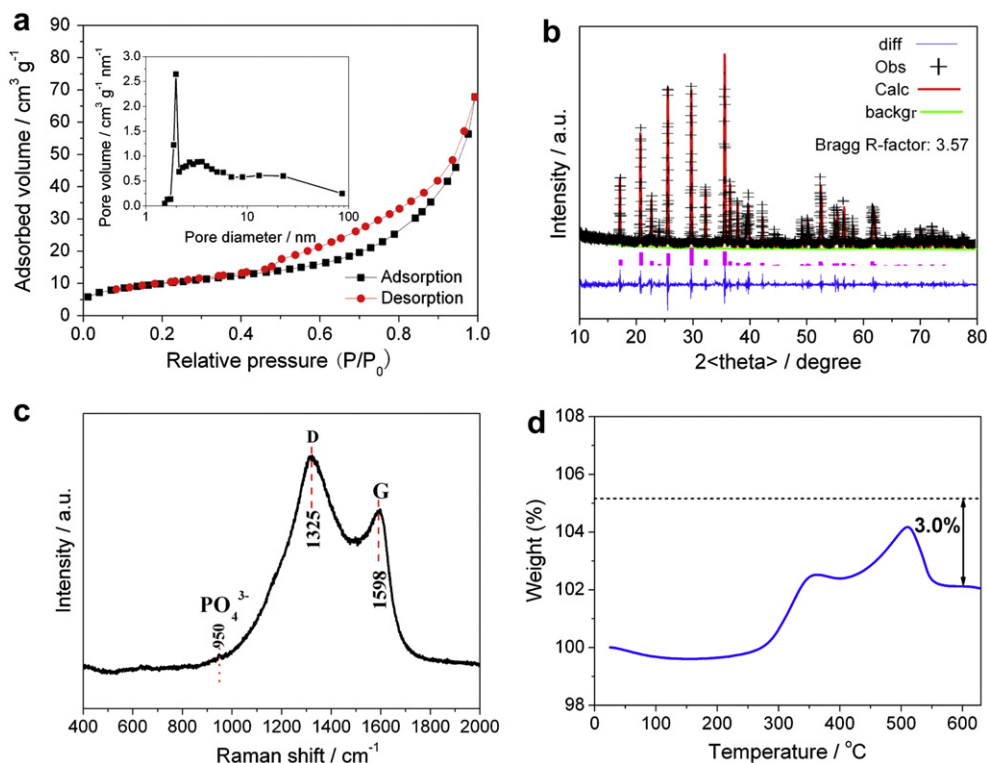 a
Adsorbed volume / cm³ g⁻¹
90
80
70
60
50
40
30
20
10
0
0.0 0.2 0.4 0.6 0.8 1.0
Relative pressure (P/P₀)
Adsorption
Desorption
Pore volume / cm³ g⁻¹ nm⁻¹
3.0
2.5
2.0
1.5
1.0
0.5
0.0
1 10 100
Pore diameter / nm
b
Intensity / a.u.
diff
Obs
Calc
backgr
Bragg R-factor: 3.57
10 20 30 40 50 60 70 80
2<theta> / degree
c
Intensity / a.u.
D
1325
G
1598
PO₄³⁻
950
400 600 800 1000 1200 1400 1600 1800 2000
Raman shift / cm⁻¹
d
Weight (%)
108
106
104
102
100
98
3.0%
0 100 200 300 400 500 600
Temperature / °C